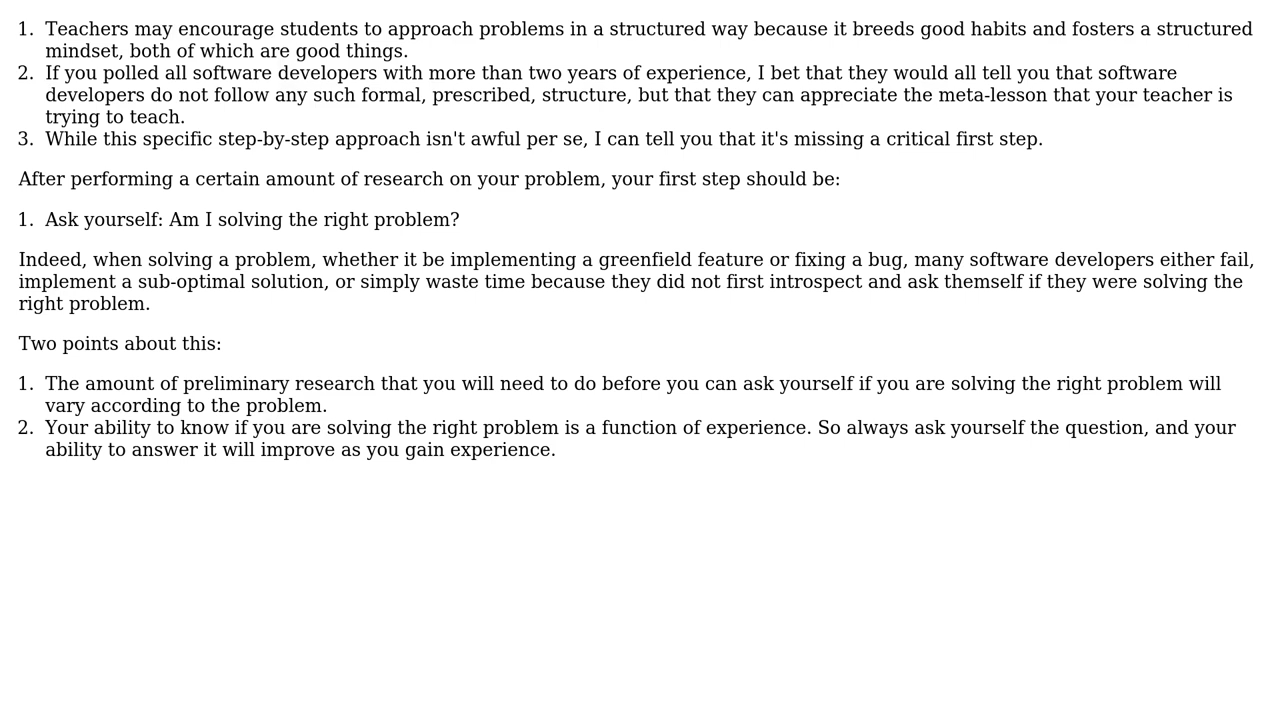 1. Teachers may encourage students to approach problems in a structured way because it breeds good habits and fosters a structured
mindset, both of which are good things.
2. If you polled all software developers with more than two years of experience, I bet that they would all tell you that software
developers do not follow any such formal, prescribed, structure, but that they can appreciate the meta-lesson that your teacher is
trying to teach.
3. While this specific step-by-step approach isn't awful per se, I can tell you that it's missing a critical first step.
After performing a certain amount of research on your problem, your first step should be:
1. Ask yourself: Am I solving the right problem?
Indeed, when solving a problem, whether it be implementing a greenfield feature or fixing a bug, many software developers either fail,
implement a sub-optimal solution, or simply waste time because they did not first introspect and ask themself if they were solving the
right problem.
Two points about this:
1. The amount of preliminary research that you will need to do before you can ask yourself if you are solving the right problem will
vary according to the problem.
2. Your ability to know if you are solving the right problem is a function of experience. So always ask yourself the question, and your
ability to answer it will improve as you gain experience.